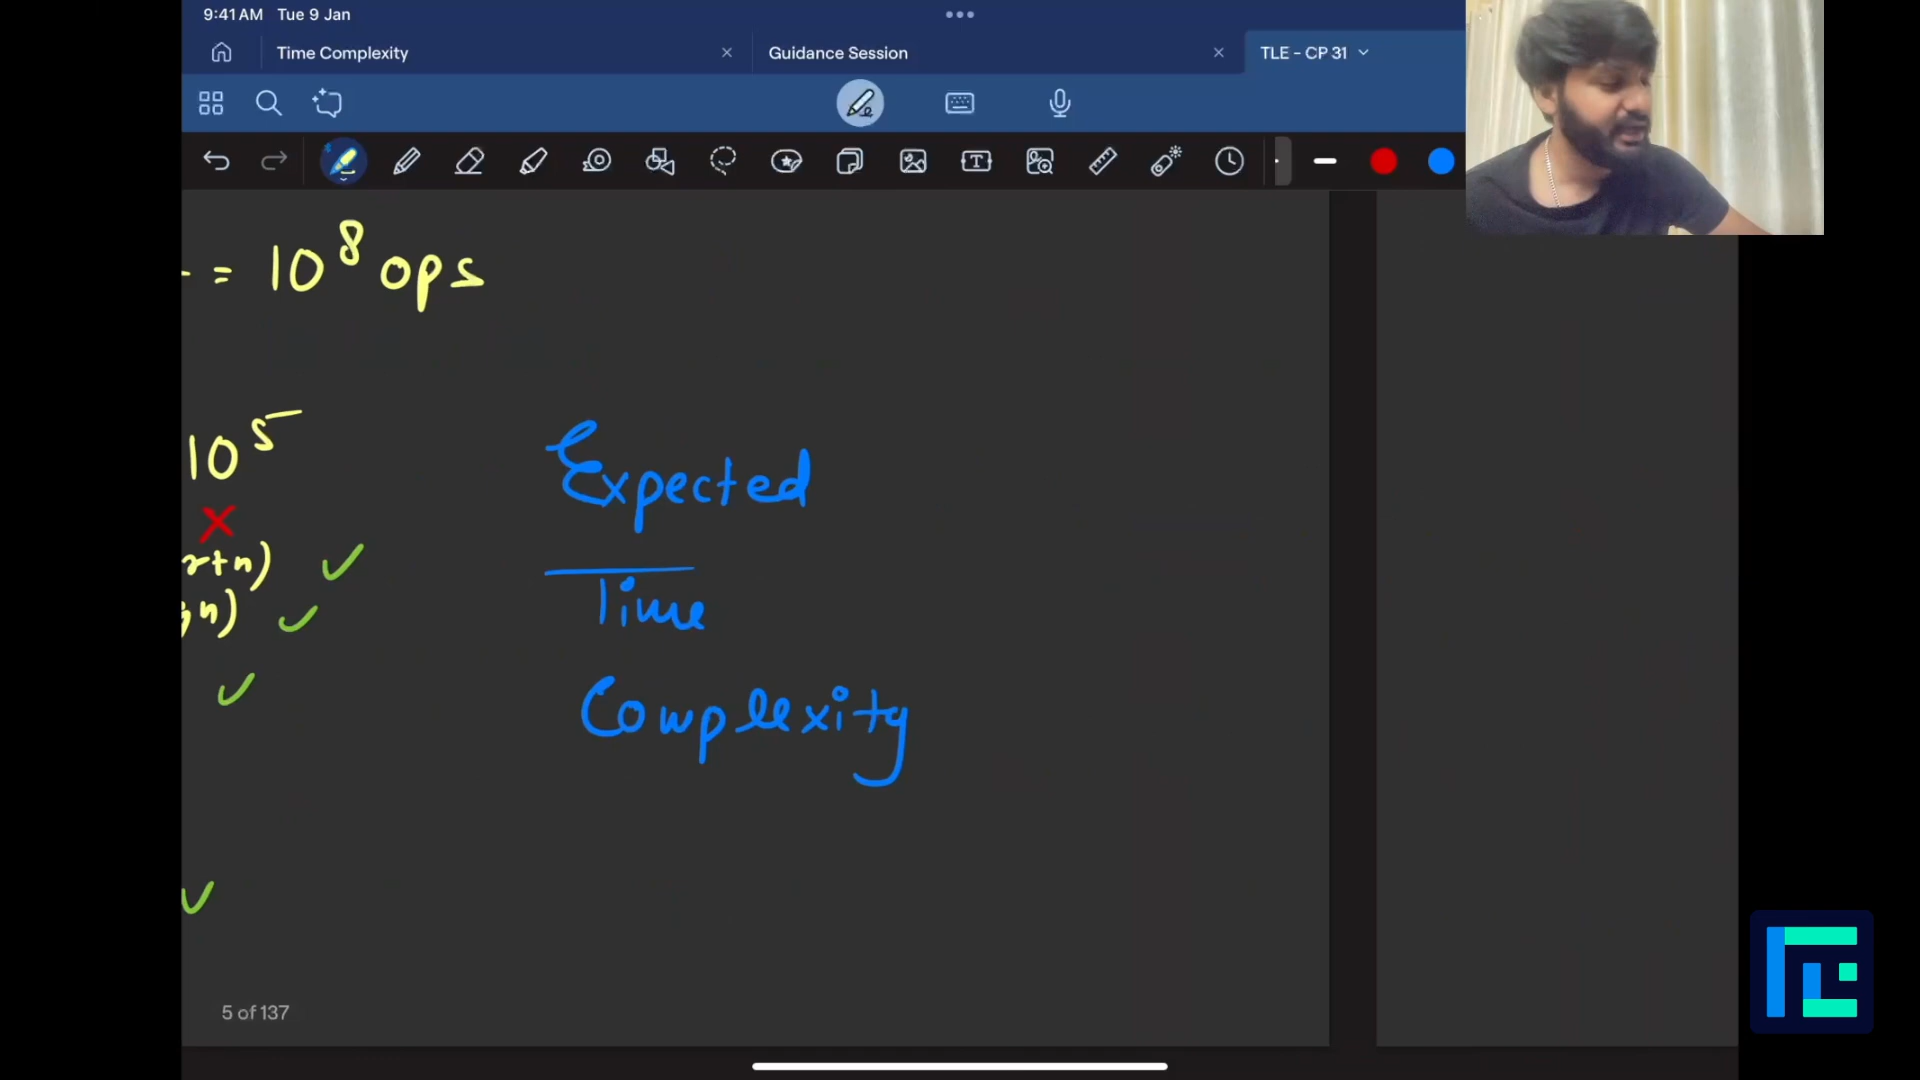 9:41 AM Tue 9 Jan
Time Complexity
Guidance Session
TLE - CP 31
= 10^8 ops
10^5
+n)
n)
Expected
Time
Complexity
5 of 137